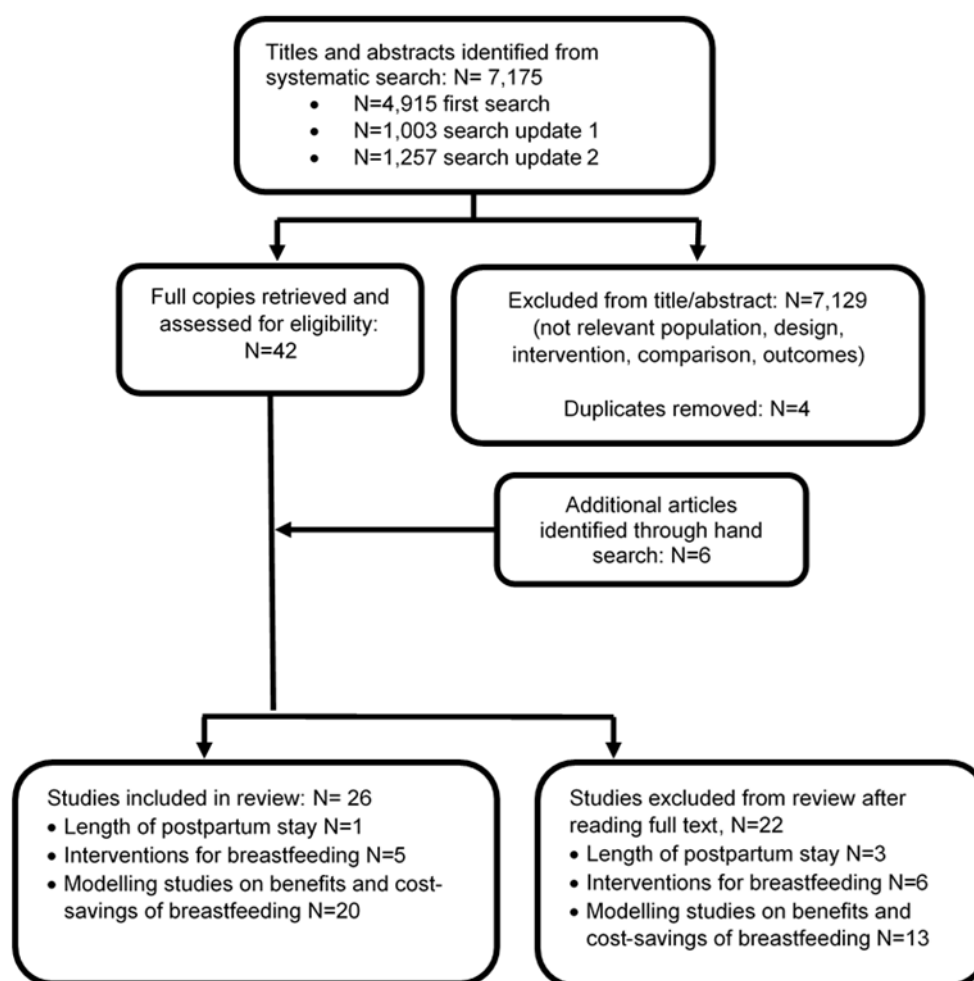 Titles and abstracts identified from
systematic search: N= 7,175
• N=4,915 first search
• N=1,003 search update 1
• N=1,257 search update 2
Full copies retrieved and
assessed for eligibility:
N=42
Excluded from title/abstract: N=7,129
(not relevant population, design,
intervention, comparison, outcomes)
Duplicates removed: N=4
Additional articles
identified through hand
search: N=6
Studies included in review: N= 26
• Length of postpartum stay N=1
• Interventions for breastfeeding N=5
• Modelling studies on benefits and cost-
savings of breastfeeding N=20
Studies excluded from review after
reading full text, N=22
• Length of postpartum stay N=3
• Interventions for breastfeeding N=6
• Modelling studies on benefits and
cost-savings of breastfeeding N=13